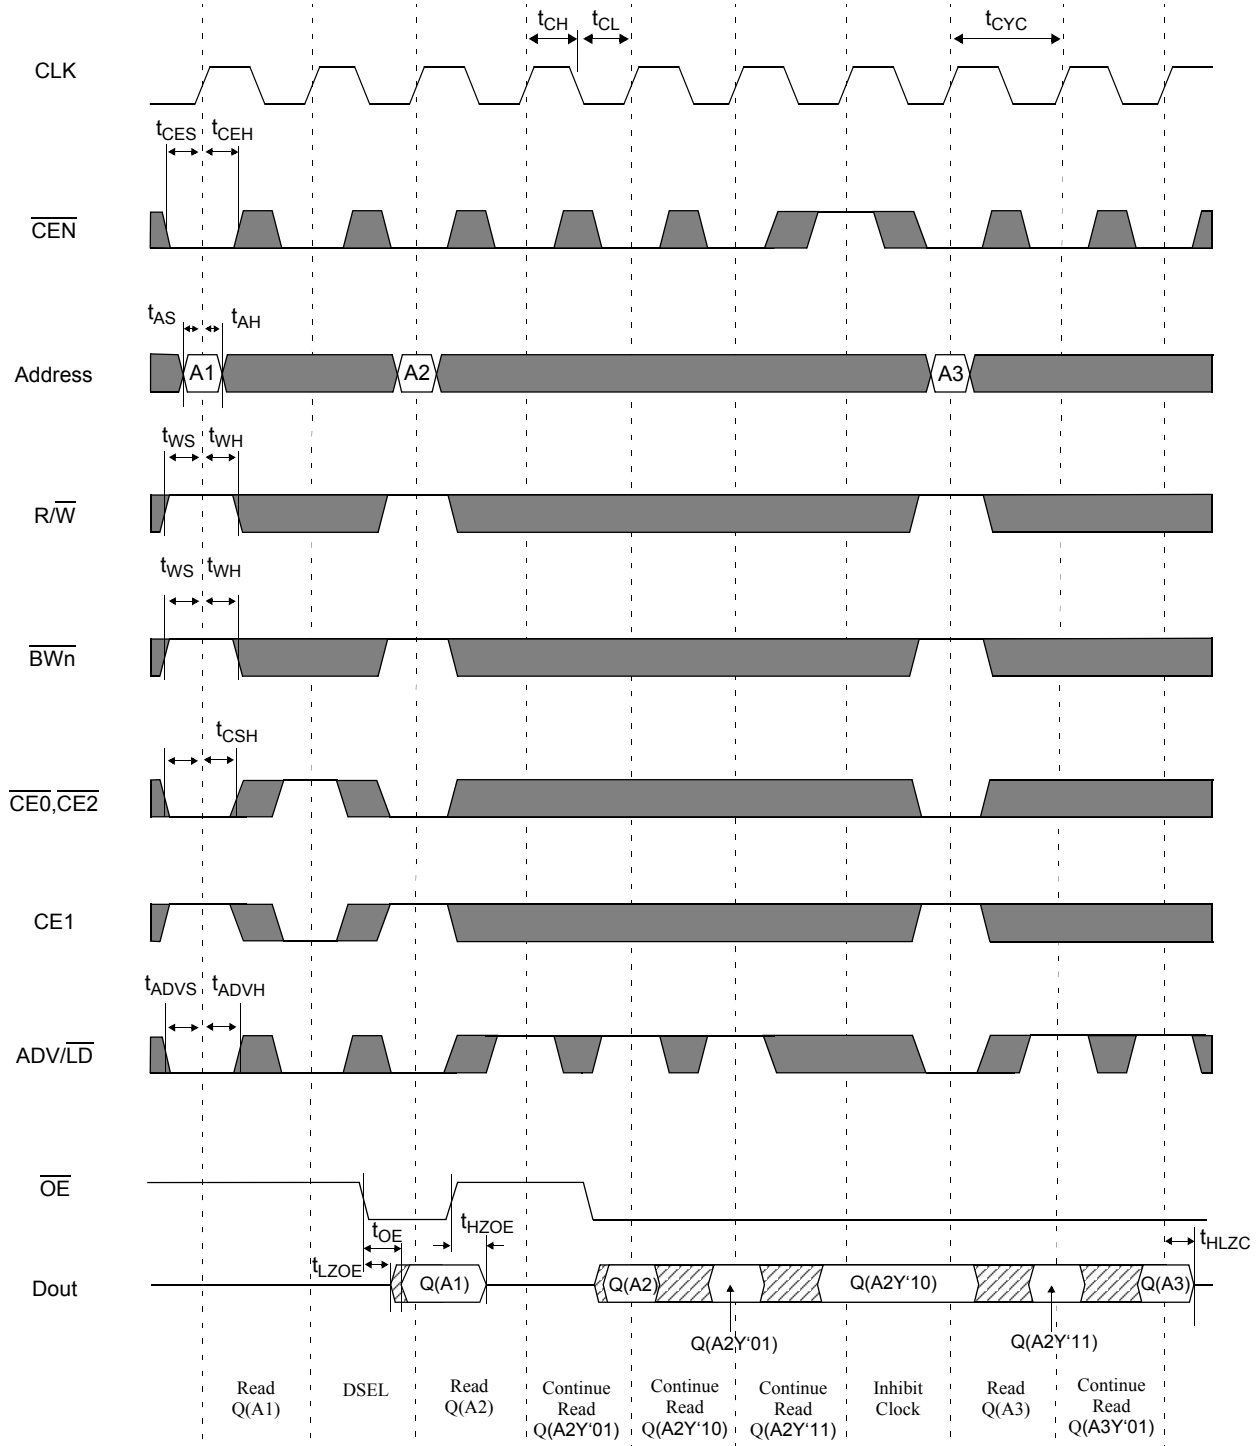 tCH tCL tCYC
CLK
tCES tCEH
CEN
tAS tAH
Address A1 A2 A3
tWS tWH
R/W
tWS tWH
BWn
tCSH
CE0,CE2
CE1
tADVS tADVH
ADV/LD
OE
tOE tHZOE tHLZC
tLZOE
Dout Q(A1) Q(A2) Q(A2Y‘10) Q(A3)
Q(A2Y‘01) Q(A2Y‘11)
Read
Q(A1)
DSEL
Read
Q(A2)
Continue
Read
Q(A2Y‘01)
Continue
Read
Q(A2Y‘10)
Continue
Read
Q(A2Y‘11)
Inhibit
Clock
Read
Q(A3)
Continue
Read
Q(A3Y‘01)